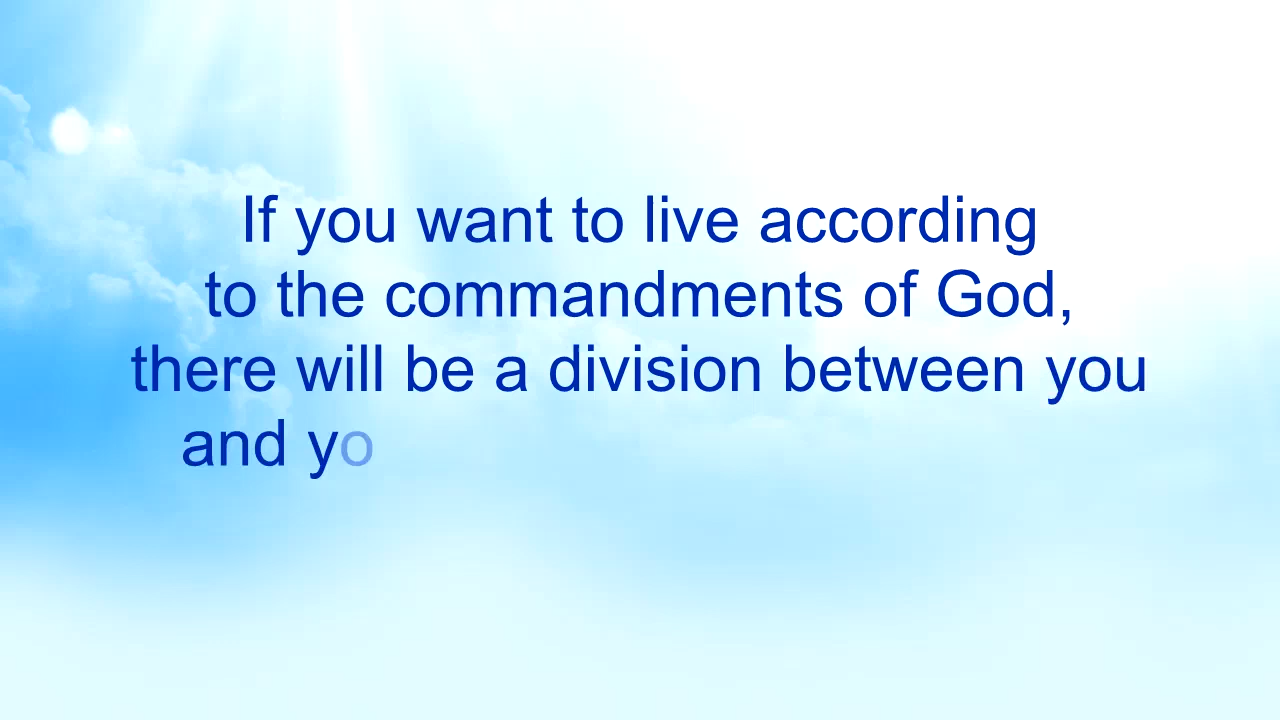 If you want to live according
to the commandments of God,
there will be a division between you
and yo